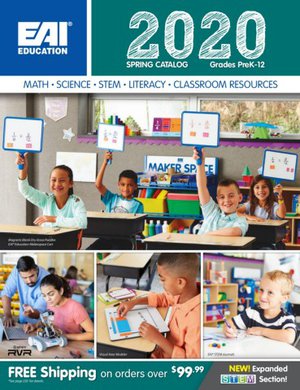 EAI
EDUCATION
2020
SPRING CATALOG
Grades PreK-12
MATH • SCIENCE • STEM • LITERACY • CLASSROOM RESOURCES
MAKER SPACE
FREE Shipping on orders over $99.99
NEW! Expanded
STEM Section!